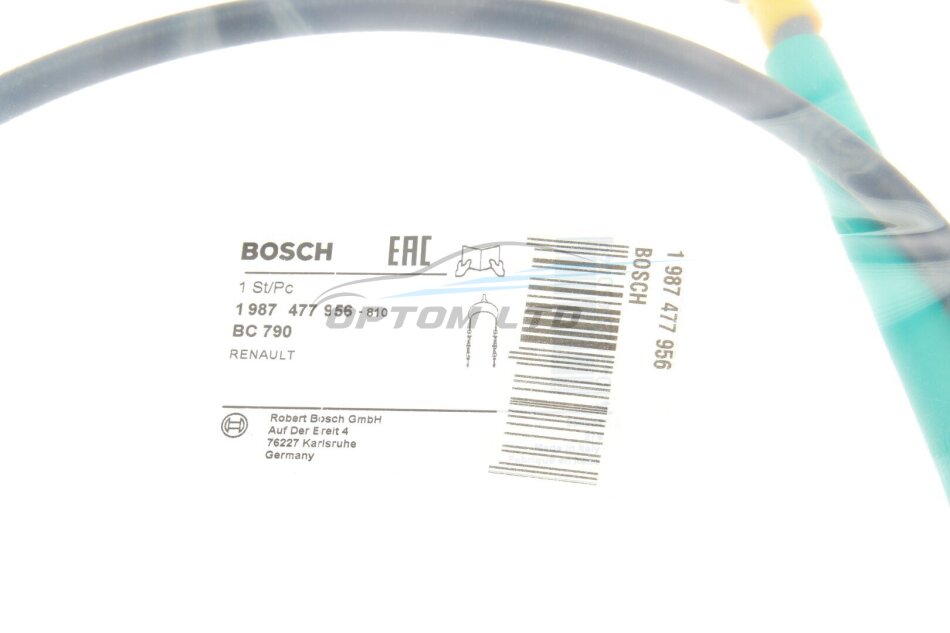 BOSCH EAC
1 St/Pc
1 987 477 956 - 810
BC 790
RENAULT
Robert Bosch GmbH
Auf Der Breit 4
76227 Karlsruhe
Germany
BOSCH
1 987 477 956
OPTOM LTD